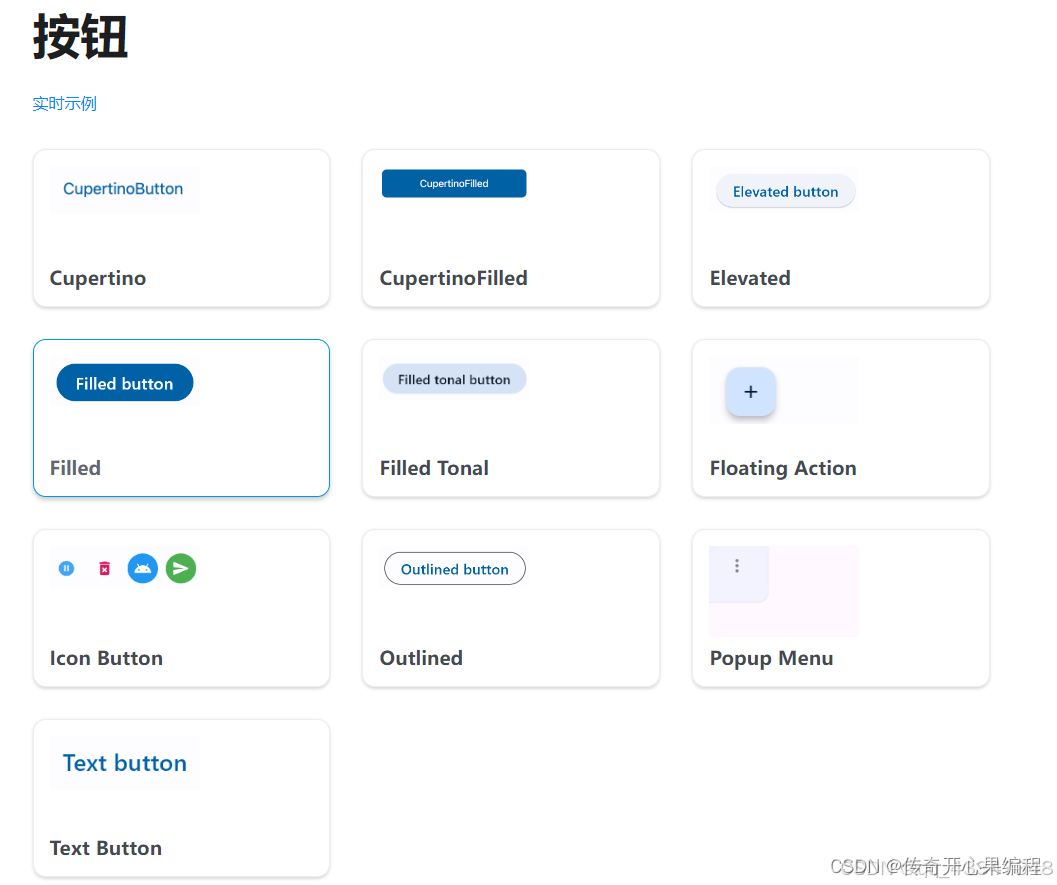 按钮
实时示例
CupertinoButton
CupertinoFilled
Elevated button
Cupertino
CupertinoFilled
Elevated
Filled button
Filled tonal button
Filled
Filled Tonal
Floating Action
Outlined button
Icon Button
Outlined
Popup Menu
Text button
Text Button
CSDN @传奇开心果编程